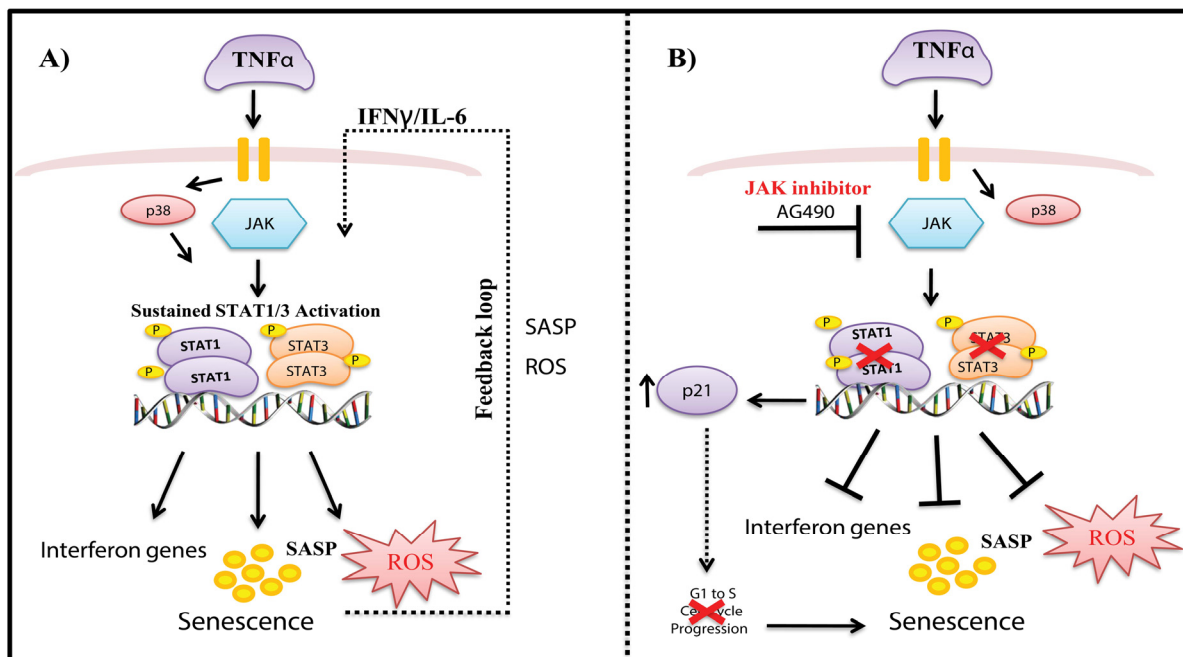 A)
TNFα
IFNγ/IL-6
p38
JAK
Sustained STAT1/3 Activation
P
STAT1
P
STAT1
P
STAT3
P
STAT3
Feedback loop
SASP
ROS
Interferon genes
SASP
ROS
Senescence
B)
TNFα
JAK inhibitor
AG490
JAK
p38
P
STAT1
P
STAT1
P
STAT3
P
STAT3
p21
Interferon genes
SASP
ROS
G1 to S
Cell Cycle
Progression
Senescence